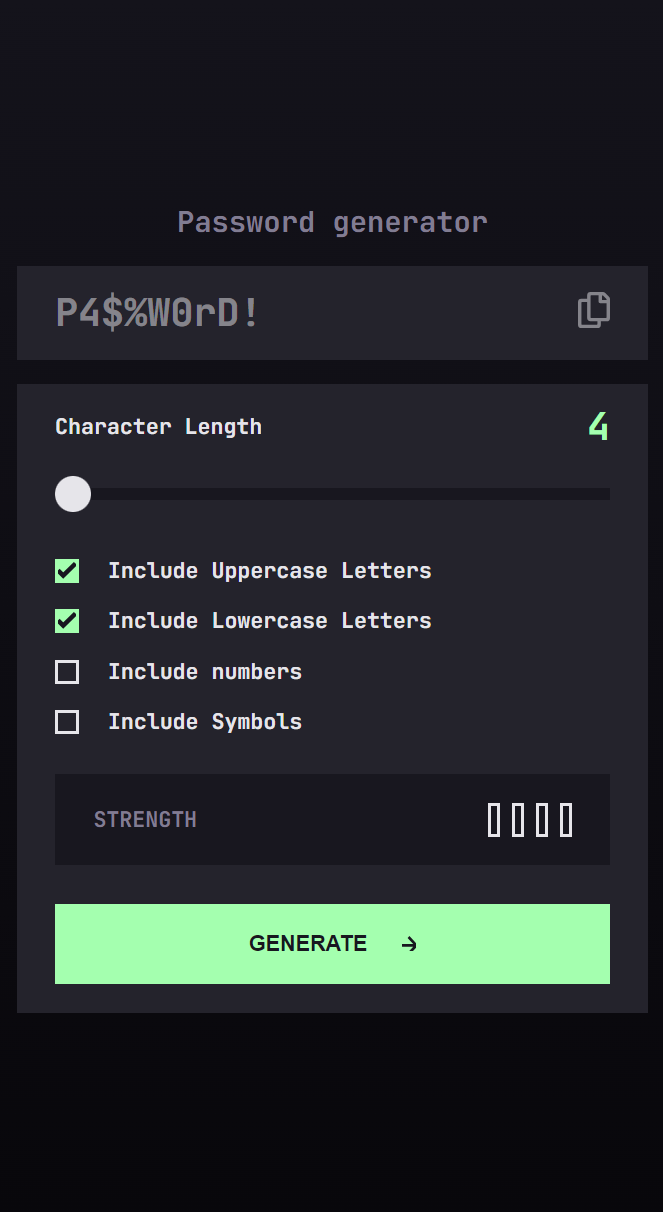 Password generator
P4$%W0rD!
Character Length 4
Include Uppercase Letters
Include Lowercase Letters
Include numbers
Include Symbols
STRENGTH
GENERATE →